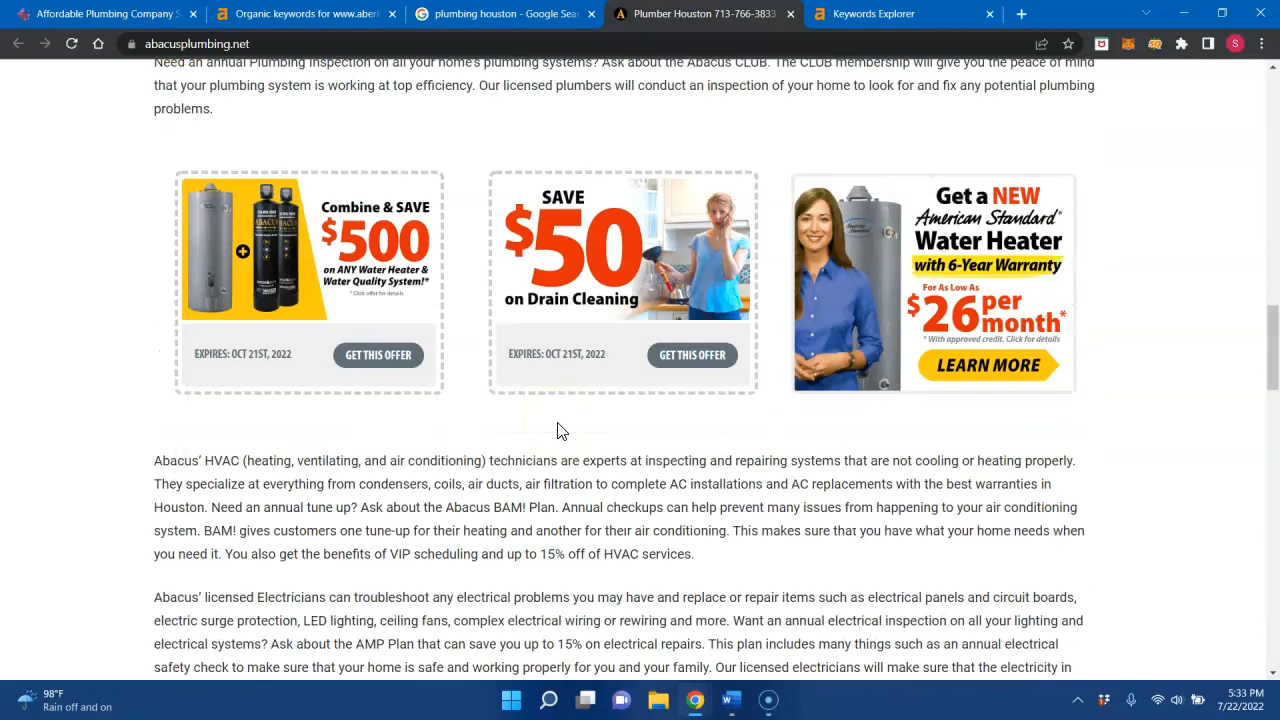 Affordable Plumbing Company S
Organic keywords for www.aberl
plumbing houston - Google Sear
Plumber Houston 713-766-3833
Keywords Explorer
abacusplumbing.net
S
Need an annual Plumbing Inspection on all your home's plumbing systems? Ask about the Abacus CLUB. The CLUB membership will give you the peace of mind
that your plumbing system is working at top efficiency. Our licensed plumbers will conduct an inspection of your home to look for and fix any potential plumbing
problems.
Combine & SAVE
$500
on ANY Water Heater &
Water Quality System!*
* Click offer for details
EXPIRES: OCT 21ST, 2022
GET THIS OFFER
SAVE
$50
on Drain Cleaning
EXPIRES: OCT 21ST, 2022
GET THIS OFFER
Get a NEW
American Standard
Water Heater
with 6-Year Warranty
For As Low As
$26 per month*
* With approved credit. Click for details
LEARN MORE
Abacus' HVAC (heating, ventilating, and air conditioning) technicians are experts at inspecting and repairing systems that are not cooling or heating properly.
They specialize at everything from condensers, coils, air ducts, air filtration to complete AC installations and AC replacements with the best warranties in
Houston. Need an annual tune up? Ask about the Abacus BAM! Plan. Annual checkups can help prevent many issues from happening to your air conditioning
system. BAM! gives customers one tune-up for their heating and another for their air conditioning. This makes sure that you have what your home needs when
you need it. You also get the benefits of VIP scheduling and up to 15% off of HVAC services.
Abacus' licensed Electricians can troubleshoot any electrical problems you may have and replace or repair items such as electrical panels and circuit boards,
electric surge protection, LED lighting, ceiling fans, complex electrical wiring or rewiring and more. Want an annual electrical inspection on all your lighting and
electrical systems? Ask about the AMP Plan that can save you up to 15% on electrical repairs. This plan includes many things such as an annual electrical
safety check to make sure that your home is safe and working properly for you and your family. Our licensed electricians will make sure that the electricity in
98°F
Rain off and on
5:33 PM
7/22/2022